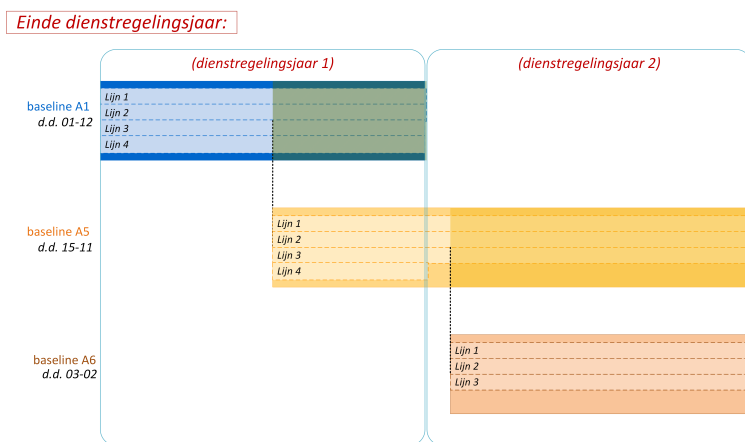 Einde dienstregelingsjaar:
(dienstregelingsjaar 1)
(dienstregelingsjaar 2)
baseline A1
d.d. 01-12
Lijn 1
Lijn 2
Lijn 3
Lijn 4
baseline A5
d.d. 15-11
Lijn 1
Lijn 2
Lijn 3
Lijn 4
baseline A6
d.d. 03-02
Lijn 1
Lijn 2
Lijn 3